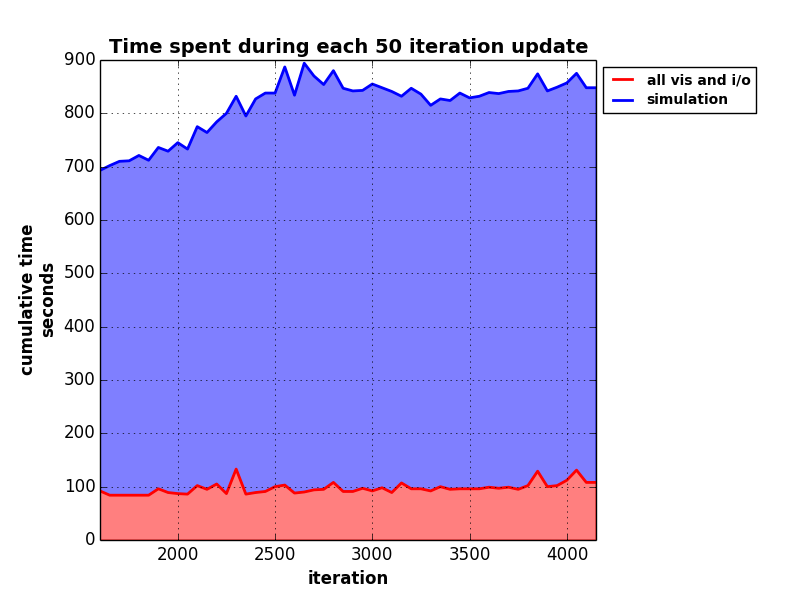 Time spent during each 50 iteration update
all vis and i/o
simulation
900
800
700
600
500
400
300
200
100
0
cumulative time
seconds
2000 2500 3000 3500 4000
iteration